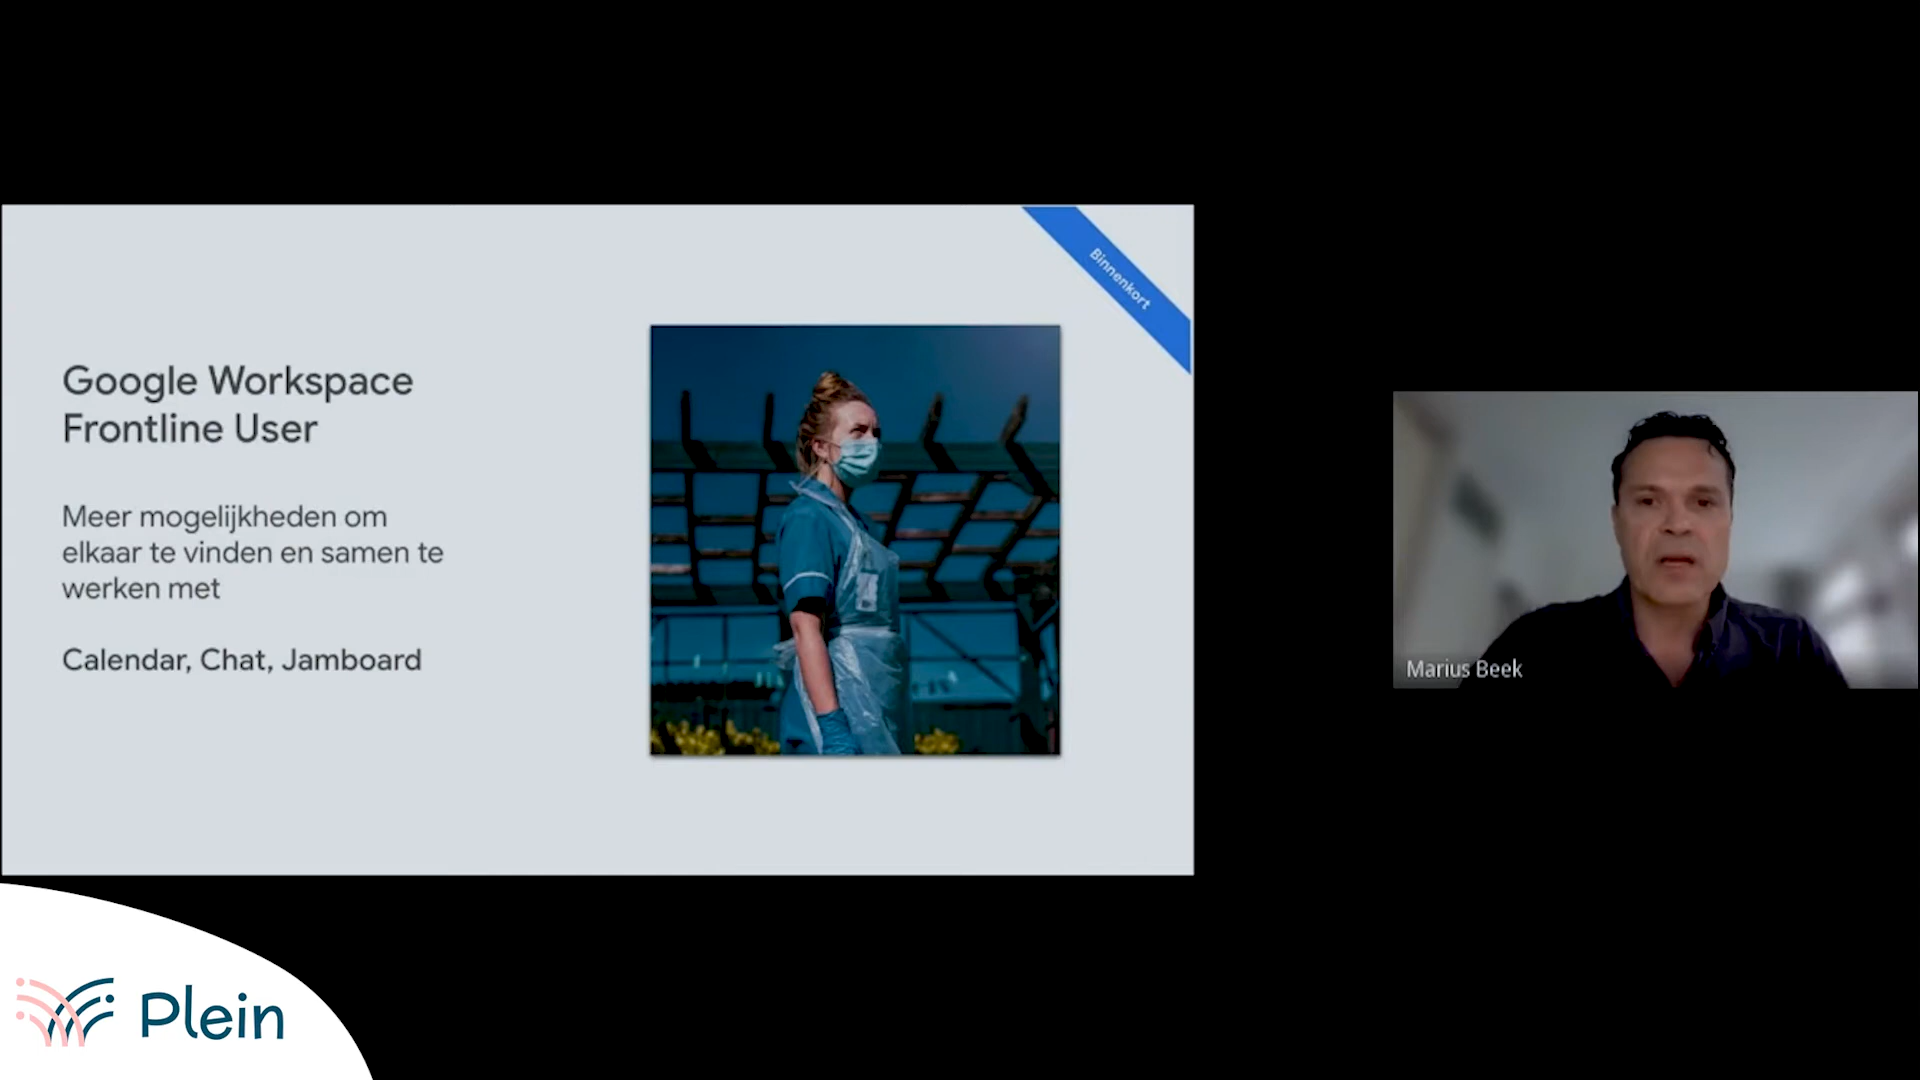 Binnenkort
Google Workspace
Frontline User
Meer mogelijkheden om
elkaar te vinden en samen te
werken met
Calendar, Chat, Jamboard
Marius Beek
Plein